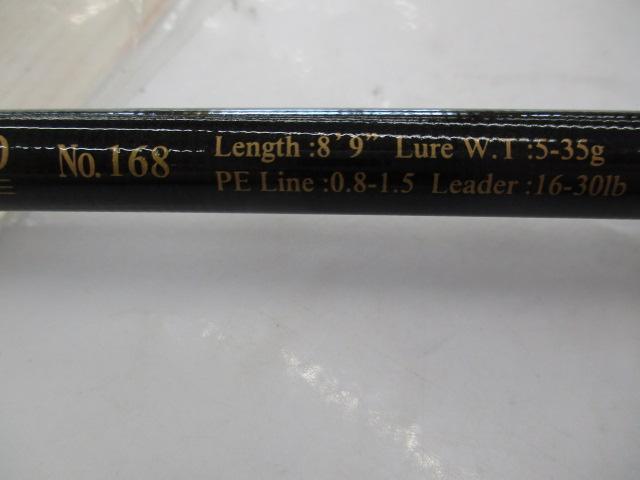 No.168
Length :8'9" Lure W.T :5-35g
PE Line :0.8-1.5 Leader :16-30lb